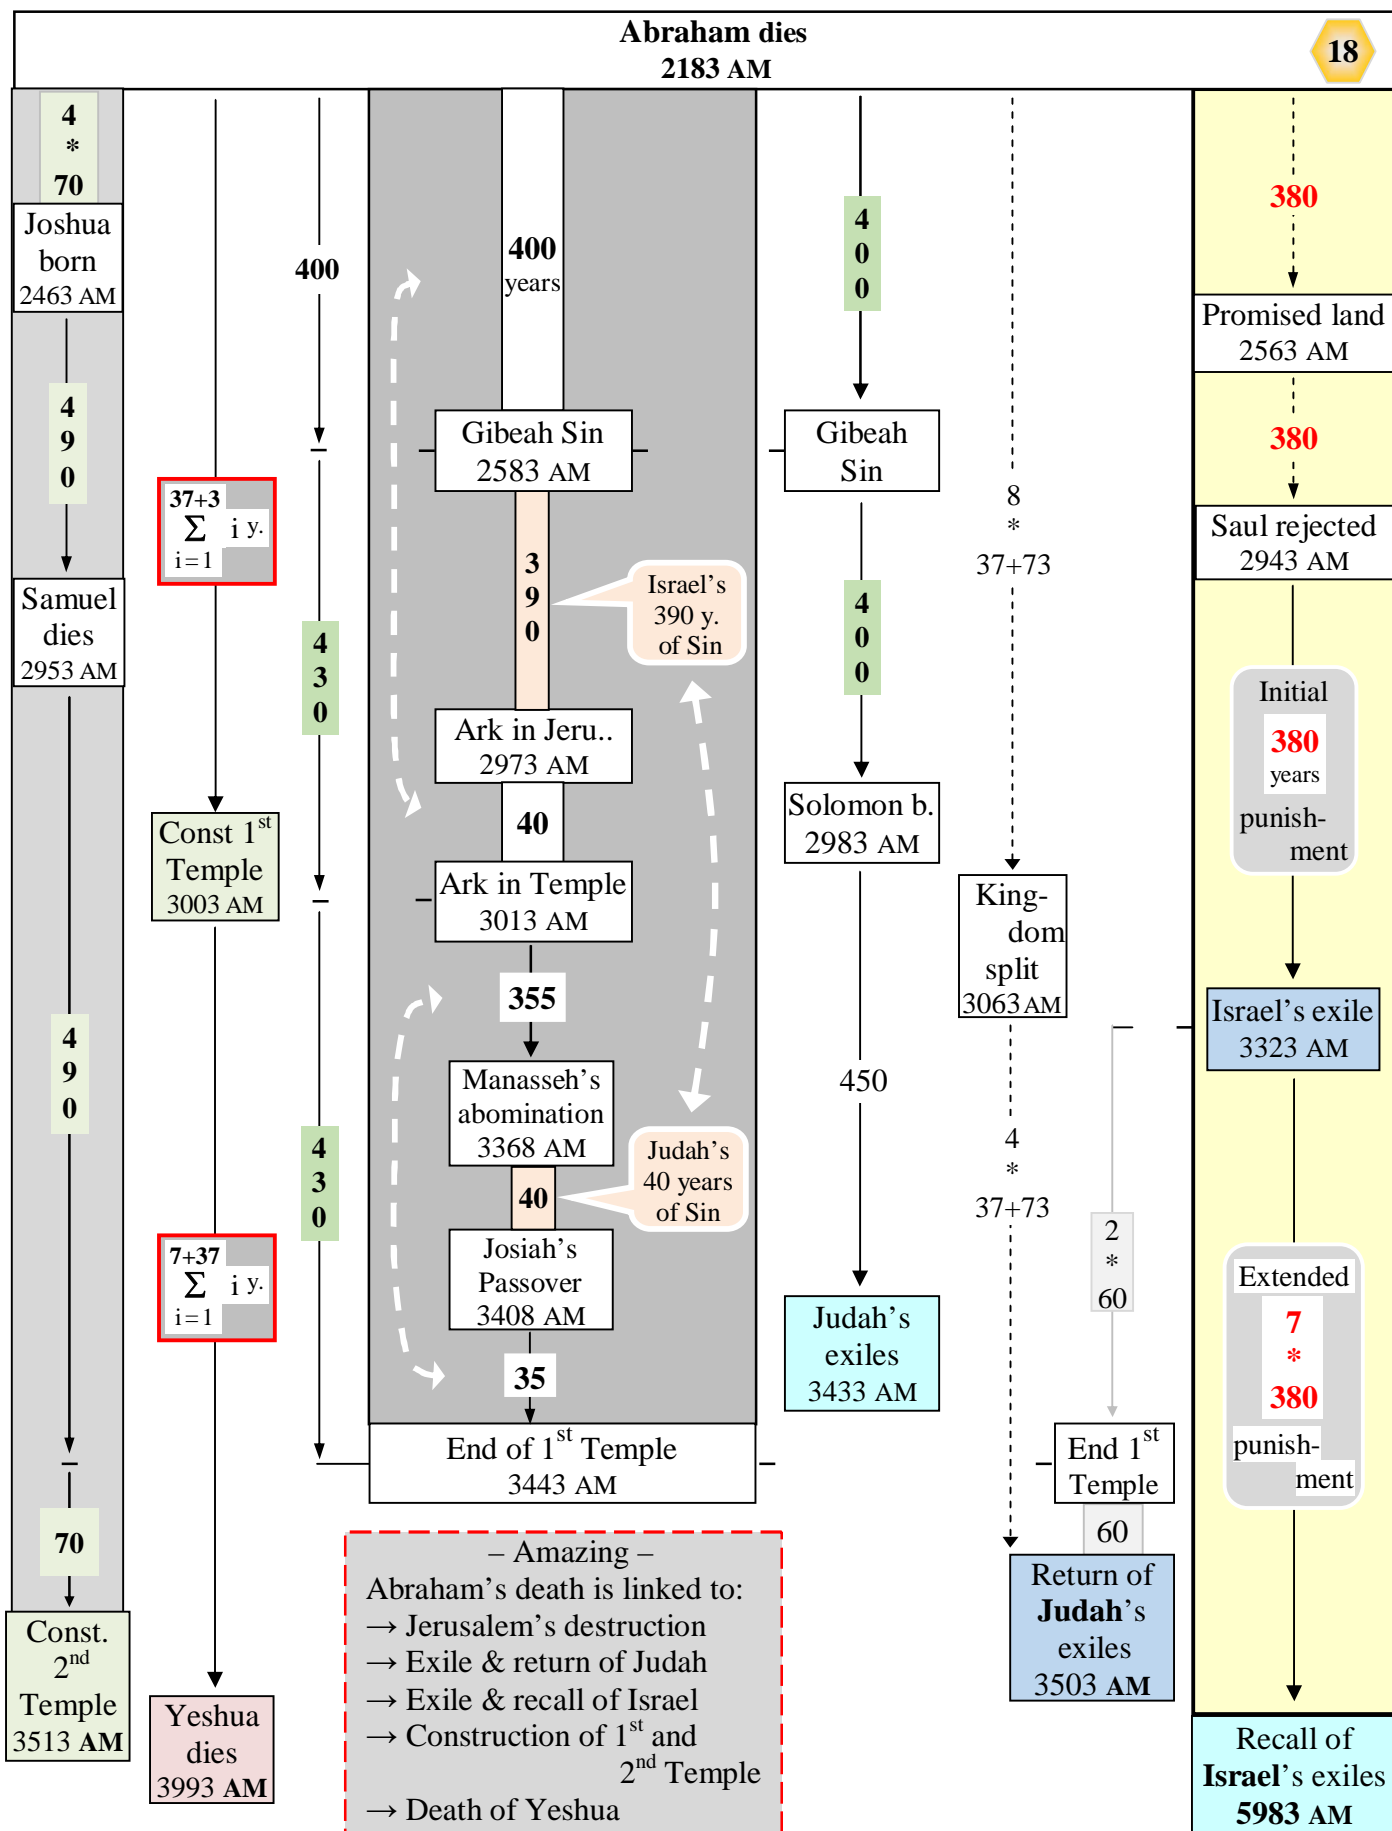 Abraham dies
2183 AM
18
4
*
70
Joshua
born
2463 AM
4
9
0
Samuel
dies
2953 AM
4
9
0
70
Const.
2nd
Temple
3513 AM
37+3
Σ i y.
i=1
Const 1st
Temple
3003 AM
7+37
Σ i y.
i=1
Yeshua
dies
3993 AM
400
4
3
0
4
3
0
400
years
Gibeah Sin
2583 AM
3
9
0
Israel's
390 y.
of Sin
Ark in Jeru..
2973 AM
40
Ark in Temple
3013 AM
355
Manasseh's
abomination
3368 AM
40
Judah's
40 years
of Sin
Josiah's
Passover
3408 AM
35
End of 1st Temple
3443 AM
– Amazing –
Abraham's death is linked to:
→ Jerusalem's destruction
→ Exile & return of Judah
→ Exile & recall of Israel
→ Construction of 1st and
2nd Temple
→ Death of Yeshua
4
0
0
Gibeah
Sin
4
0
0
Solomon b.
2983 AM
450
Judah's
exiles
3433 AM
8
*
37+73
King-
dom
split
3063 AM
4
*
37+73
2
*
60
End 1st
Temple
60
Return of
Judah's
exiles
3503 AM
380
Promised land
2563 AM
380
Saul rejected
2943 AM
Initial
380
years
punish-
ment
Israel's exile
3323 AM
Extended
7
*
380
punish-
ment
Recall of
Israel's exiles
5983 AM